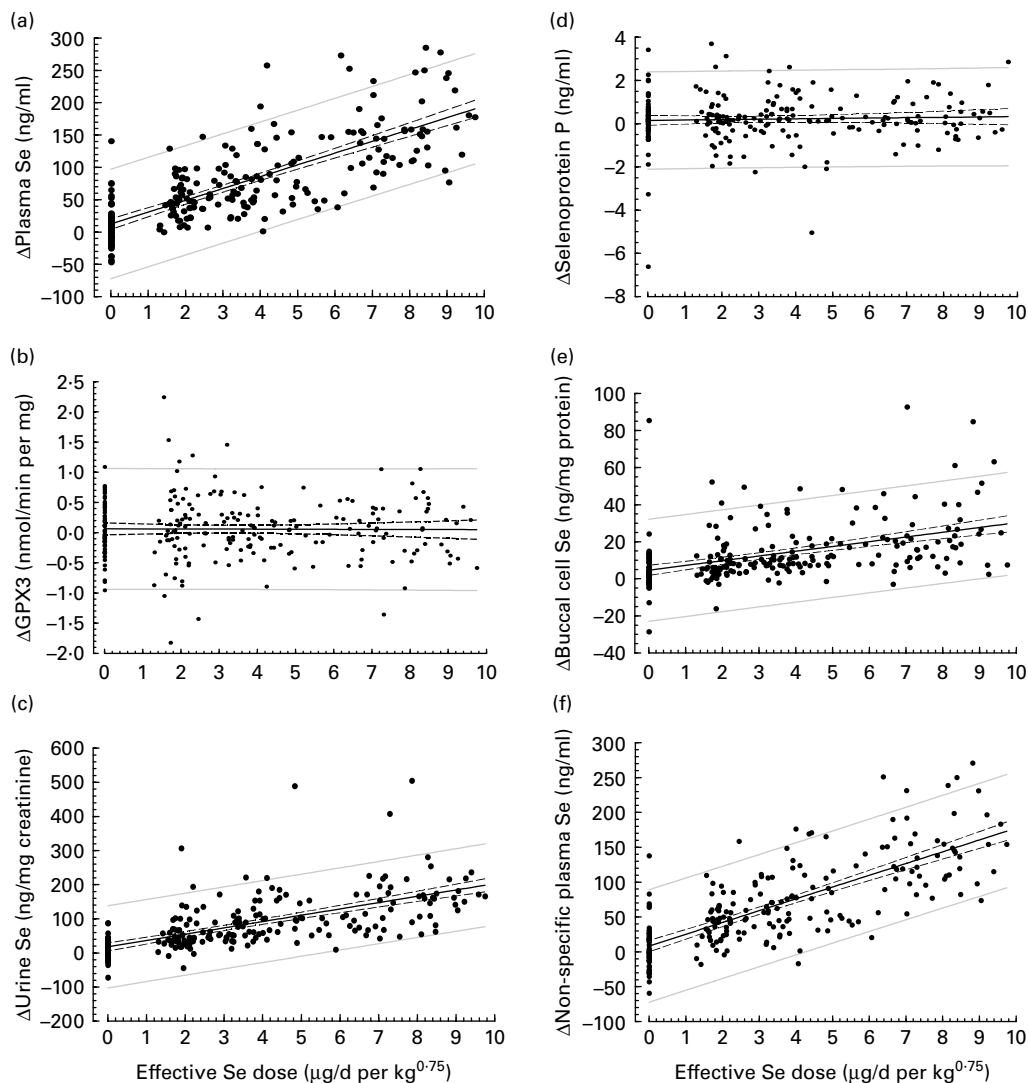 (a)
300
250
200
150
100
50
0
−50
−100
ΔPlasma Se (ng/ml)
0 1 2 3 4 5 6 7 8 9 10
(b)
2·5
2·0
1·5
1·0
0·5
0·0
−0·5
−1·0
−1·5
−2·0
ΔGPX3 (nmol/min per mg)
0 1 2 3 4 5 6 7 8 9 10
(c)
600
500
400
300
200
100
0
−100
−200
ΔUrine Se (ng/mg creatinine)
0 1 2 3 4 5 6 7 8 9 10
Effective Se dose (μg/d per kg0·75)
(d)
4
2
0
−2
−4
−6
−8
ΔSelenoprotein P (ng/ml)
0 1 2 3 4 5 6 7 8 9 10
(e)
100
80
60
40
20
0
−20
−40
ΔBuccal cell Se (ng/mg protein)
0 1 2 3 4 5 6 7 8 9 10
(f)
300
250
200
150
100
50
0
−50
−100
ΔNon-specific plasma Se (ng/ml)
0 1 2 3 4 5 6 7 8 9 10
Effective Se dose (μg/d per kg0·75)